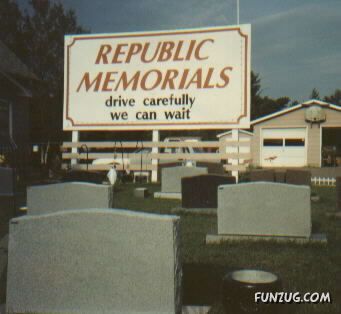 REPUBLIC
MEMORIALS
drive carefully
we can wait
FUNZUG.COM